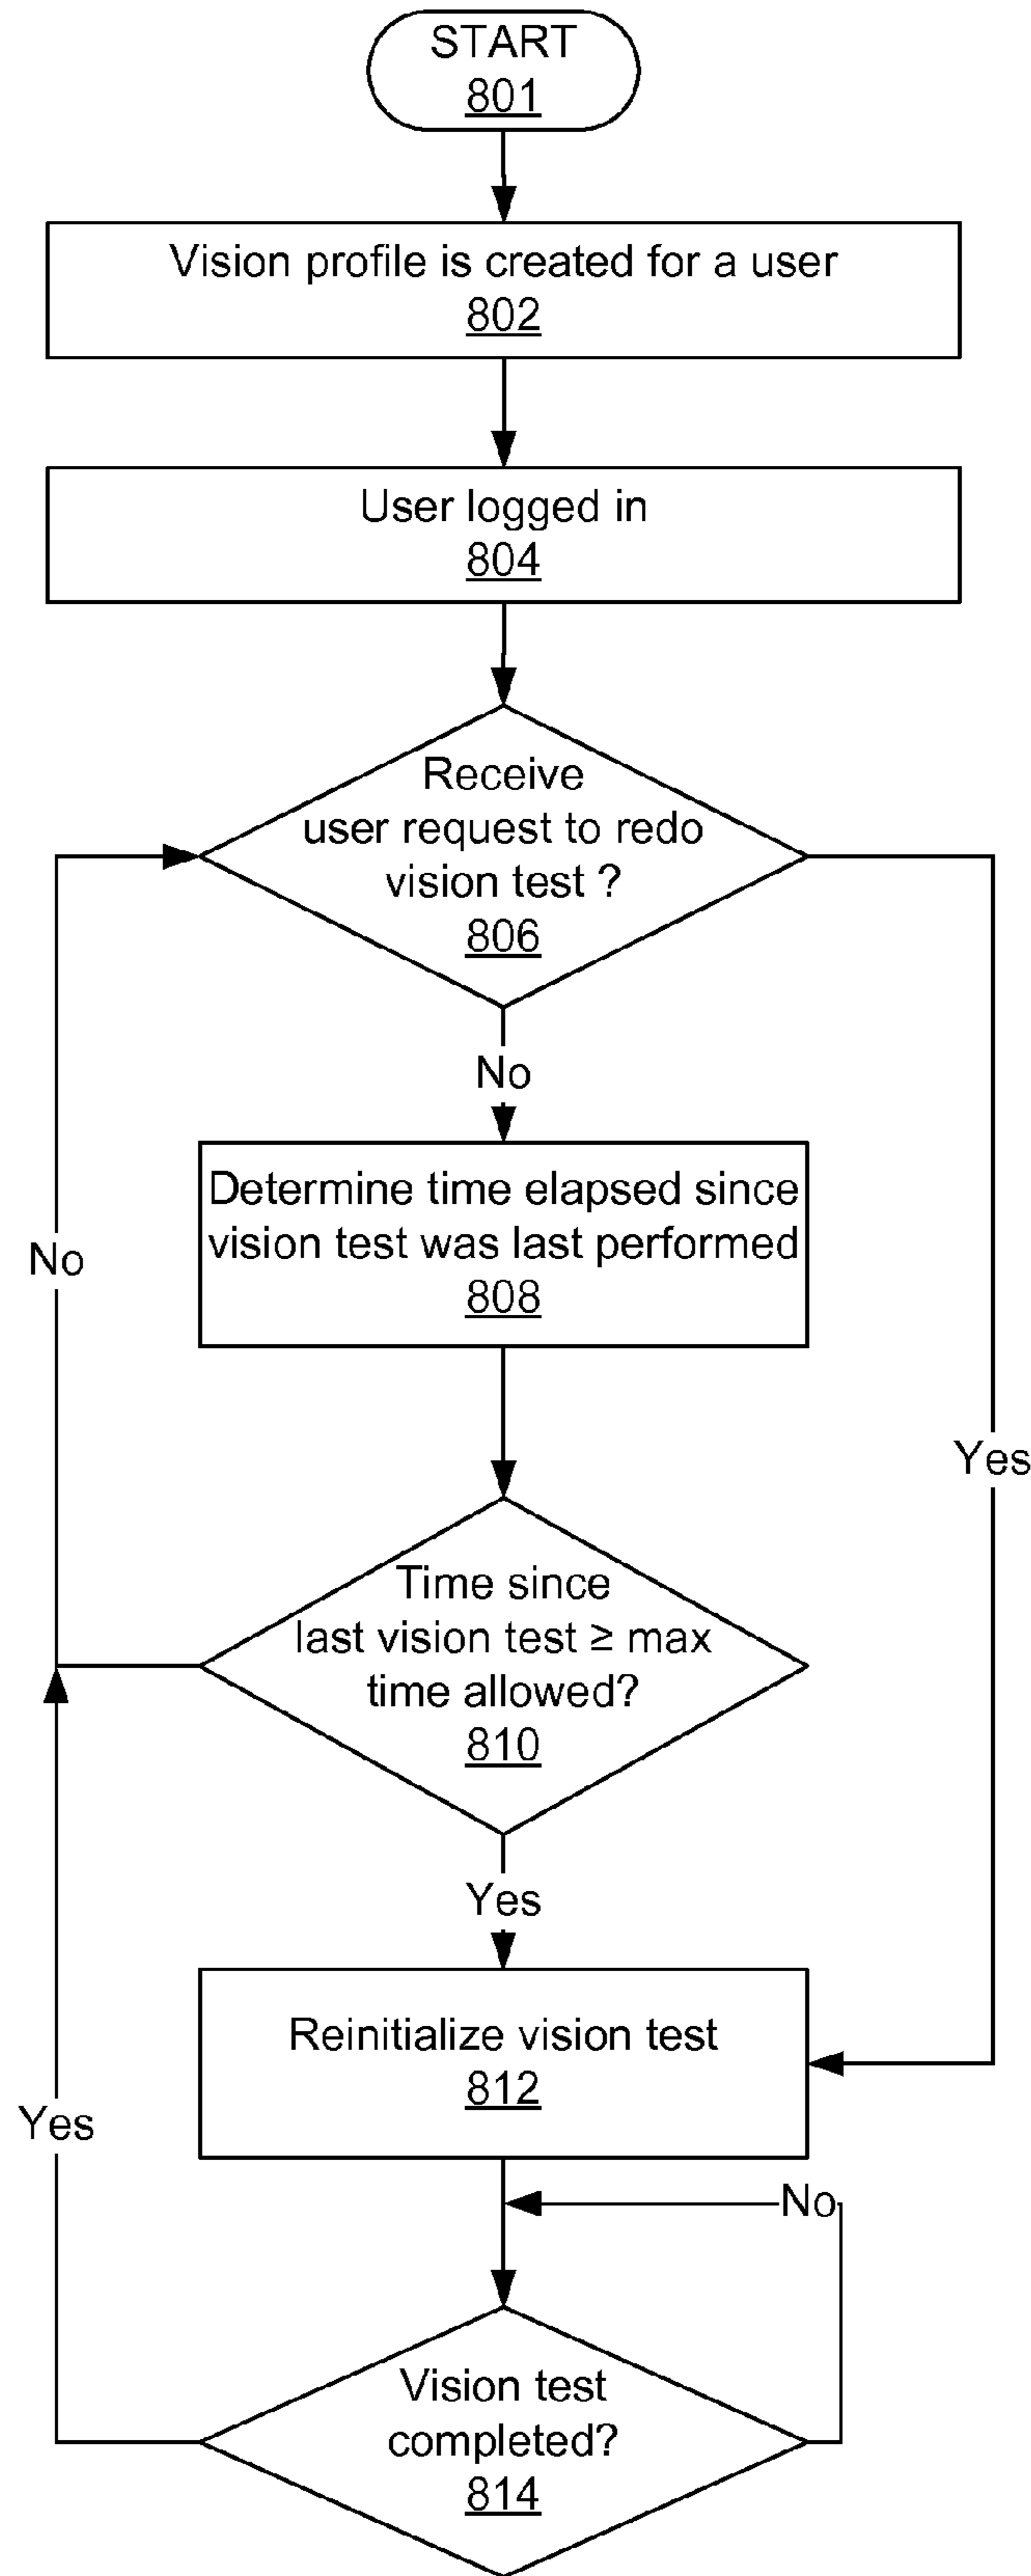 START
801
Vision profile is created for a user
802
User logged in
804
Receive
user request to redo
vision test ?
806
No
Determine time elapsed since
vision test was last performed
808
No
Yes
Time since
last vision test ≥ max
time allowed?
810
Yes
Reinitialize vision test
812
Yes
No
Vision test
completed?
814